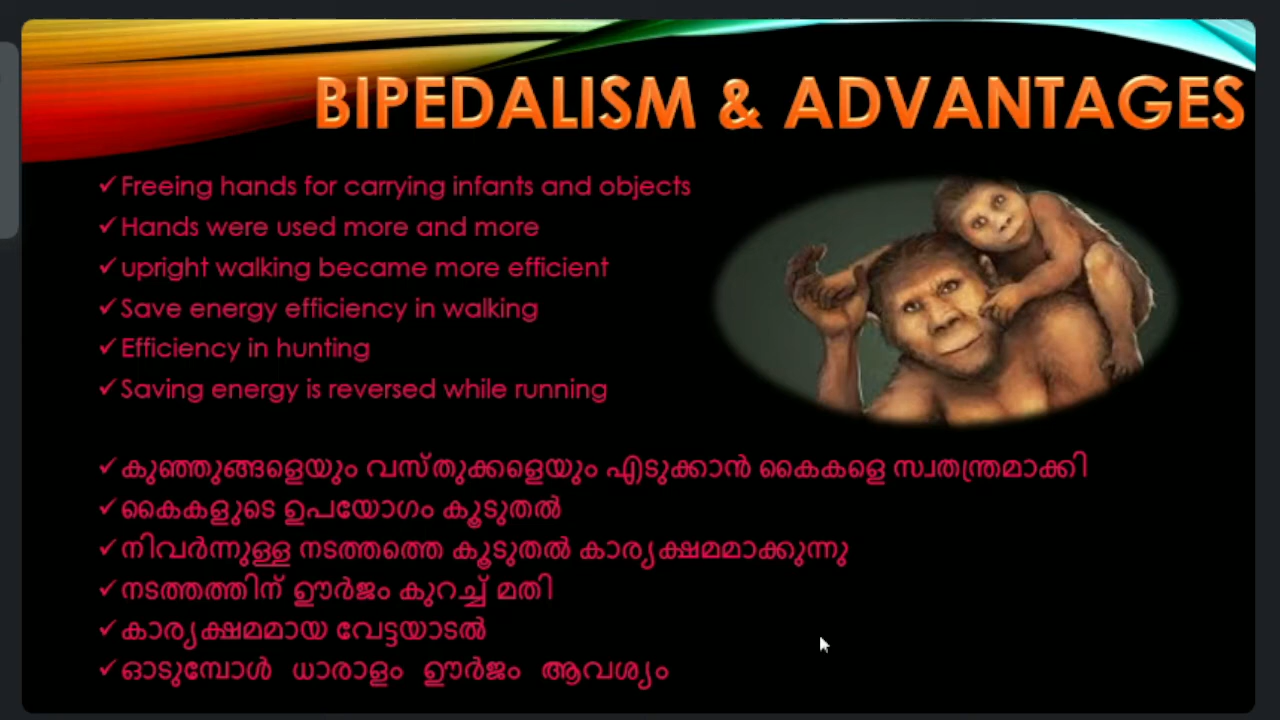 BIPEDALISM & ADVANTAGES
✓Freeing hands for carrying infants and objects
✓Hands were used more and more
✓upright walking became more efficient
✓Save energy efficiency in walking
✓Efficiency in hunting
✓Saving energy is reversed while running
✓കുഞ്ഞുങ്ങളെയും വസ്തുക്കളെയും എടുക്കാൻ കൈകളെ സ്വതന്ത്രമാക്കി
✓കൈകളുടെ ഉപയോഗം കൂടുതൽ
✓നിവർന്നുള്ള നടത്തത്തെ കൂടുതൽ കാര്യക്ഷമമാക്കുന്നു
✓നടത്തത്തിന് ഊർജം കുറച്ച് മതി
✓കാര്യക്ഷമമായ വേട്ടയാടൽ
✓ഓടുമ്പോൾ ധാരാളം ഊർജം ആവശ്യം